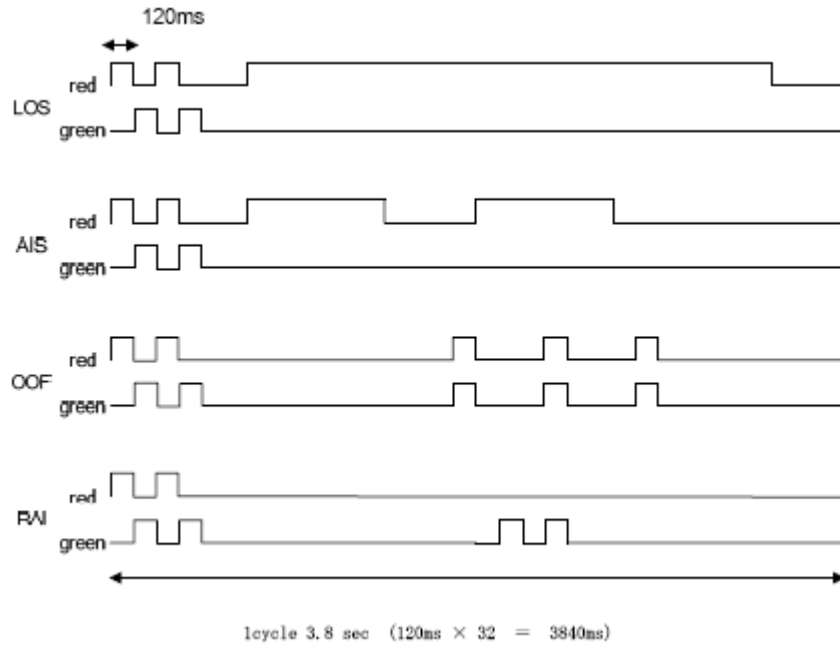 120ms
red
LOS
green
red
AIS
green
red
OOF
green
red
RAI
green
1cycle 3.8 sec (120ms × 32 = 3840ms)